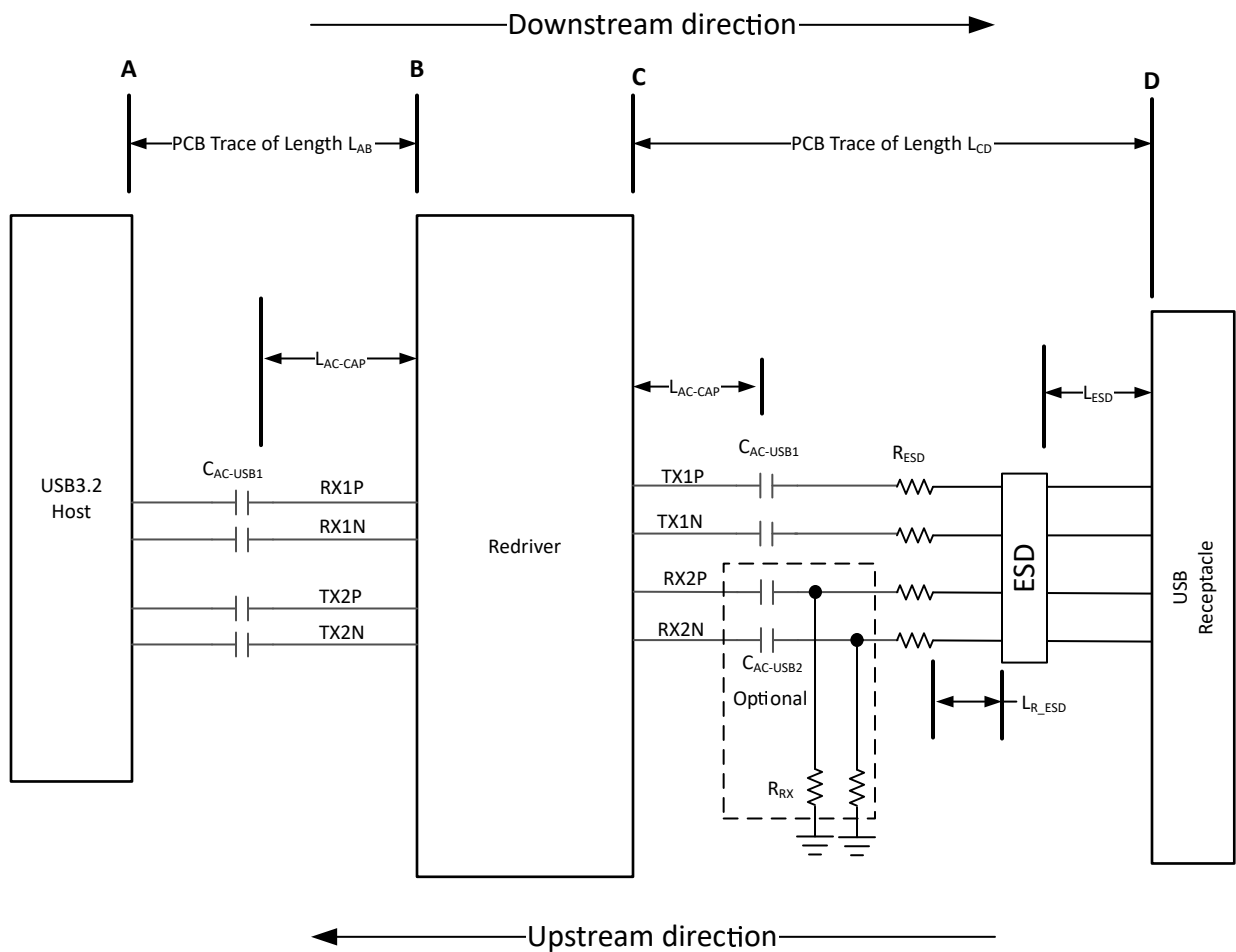 Downstream direction
A
B
C
D
PCB Trace of Length LAB
PCB Trace of Length LCD
LAC-CAP
LAC-CAP
LESD
CAC-USB1
CAC-USB1
RESD
USB3.2
Host
RX1P
RX1N
TX2P
TX2N
Redriver
TX1P
TX1N
RX2P
RX2N
CAC-USB2
Optional
RRX
ESD
LR_ESD
USB
Receptacle
Upstream direction